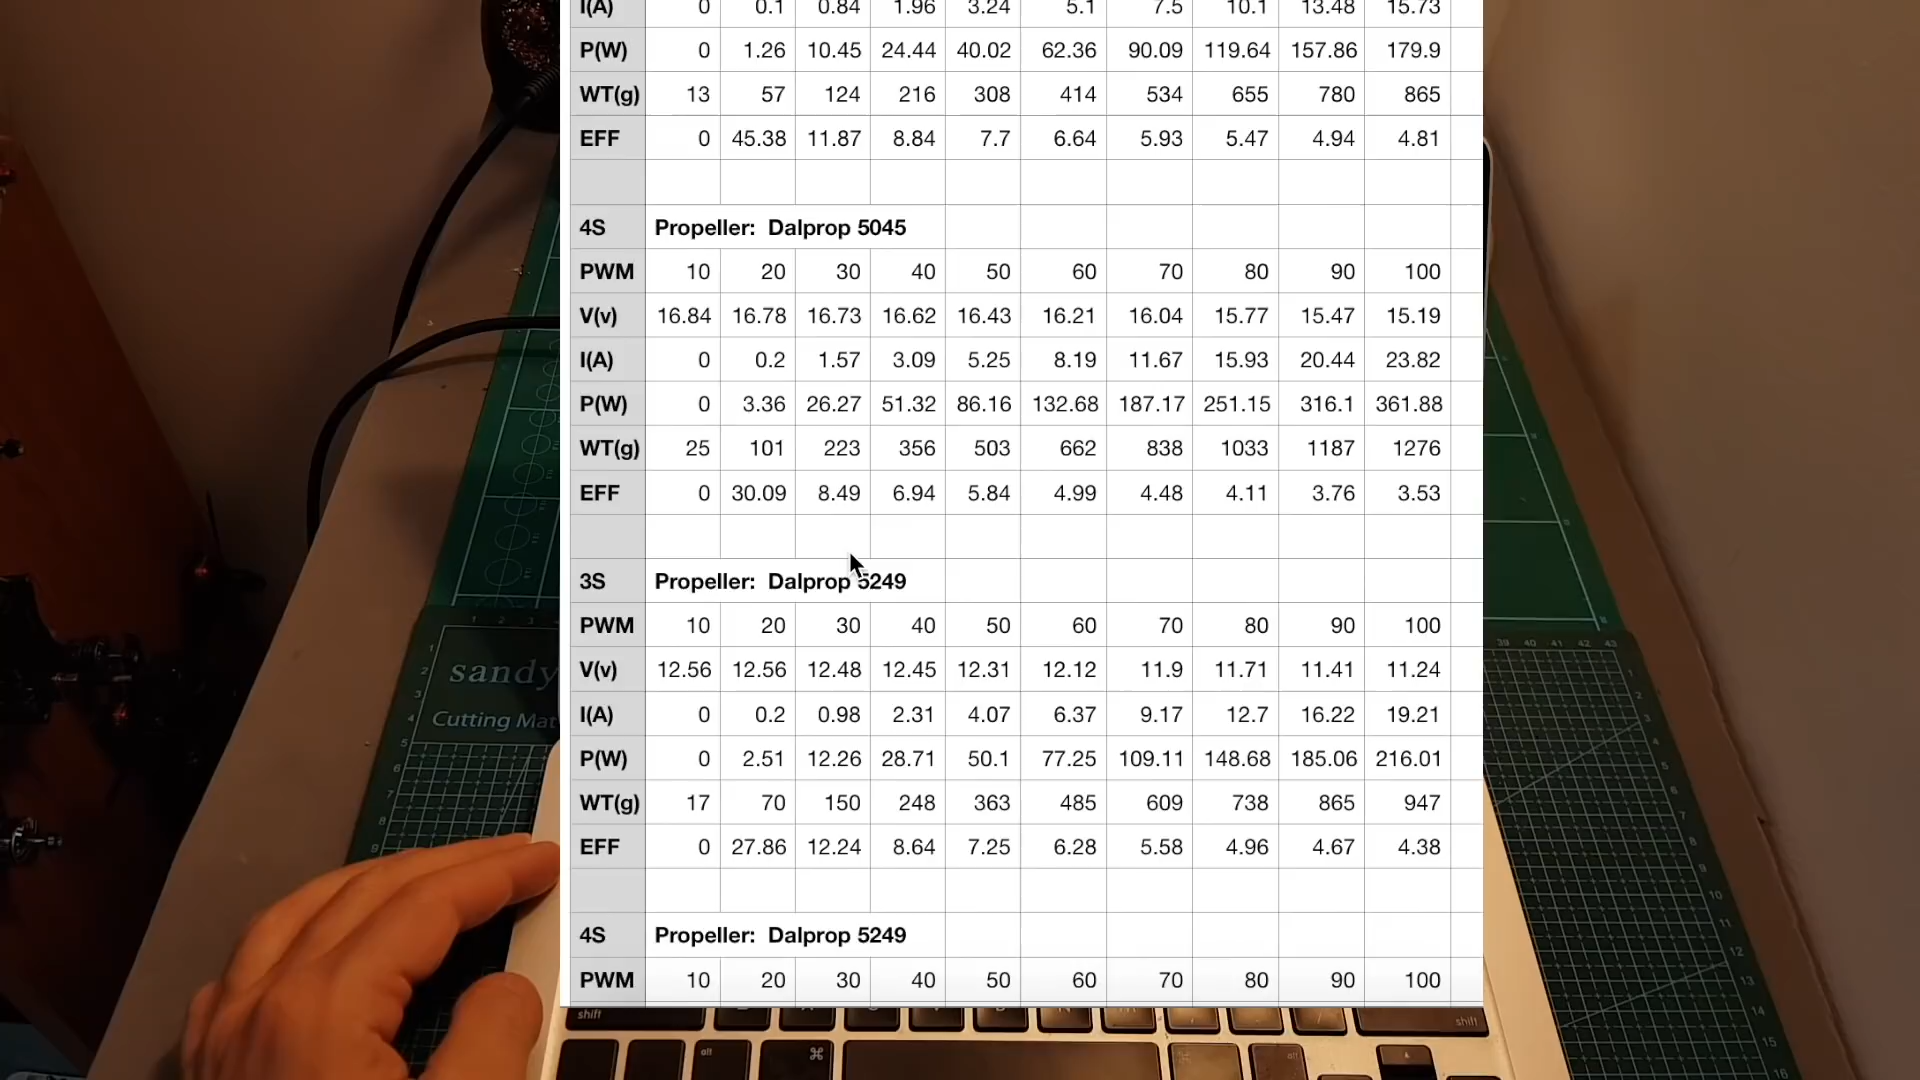 I(A) 0 0.1 0.84 1.96 3.24 5.1 7.5 10.1 13.48 15.73
P(W) 0 1.26 10.45 24.44 40.02 62.36 90.09 119.64 157.86 179.9
WT(g) 13 57 124 216 308 414 534 655 780 865
EFF 0 45.38 11.87 8.84 7.7 6.64 5.93 5.47 4.94 4.81
4S Propeller: Dalprop 5045
PWM 10 20 30 40 50 60 70 80 90 100
V(v) 16.84 16.78 16.73 16.62 16.43 16.21 16.04 15.77 15.47 15.19
I(A) 0 0.2 1.57 3.09 5.25 8.19 11.67 15.93 20.44 23.82
P(W) 0 3.36 26.27 51.32 86.16 132.68 187.17 251.15 316.1 361.88
WT(g) 25 101 223 356 503 662 838 1033 1187 1276
EFF 0 30.09 8.49 6.94 5.84 4.99 4.48 4.11 3.76 3.53
3S Propeller: Dalprop 5249
PWM 10 20 30 40 50 60 70 80 90 100
V(v) 12.56 12.56 12.48 12.45 12.31 12.12 11.9 11.71 11.41 11.24
I(A) 0 0.2 0.98 2.31 4.07 6.37 9.17 12.7 16.22 19.21
P(W) 0 2.51 12.26 28.71 50.1 77.25 109.11 148.68 185.06 216.01
WT(g) 17 70 150 248 363 485 609 738 865 947
EFF 0 27.86 12.24 8.64 7.25 6.28 5.58 4.96 4.67 4.38
4S Propeller: Dalprop 5249
PWM 10 20 30 40 50 60 70 80 90 100
sandy
Cutting Mat
shift
shift
alt
⌘